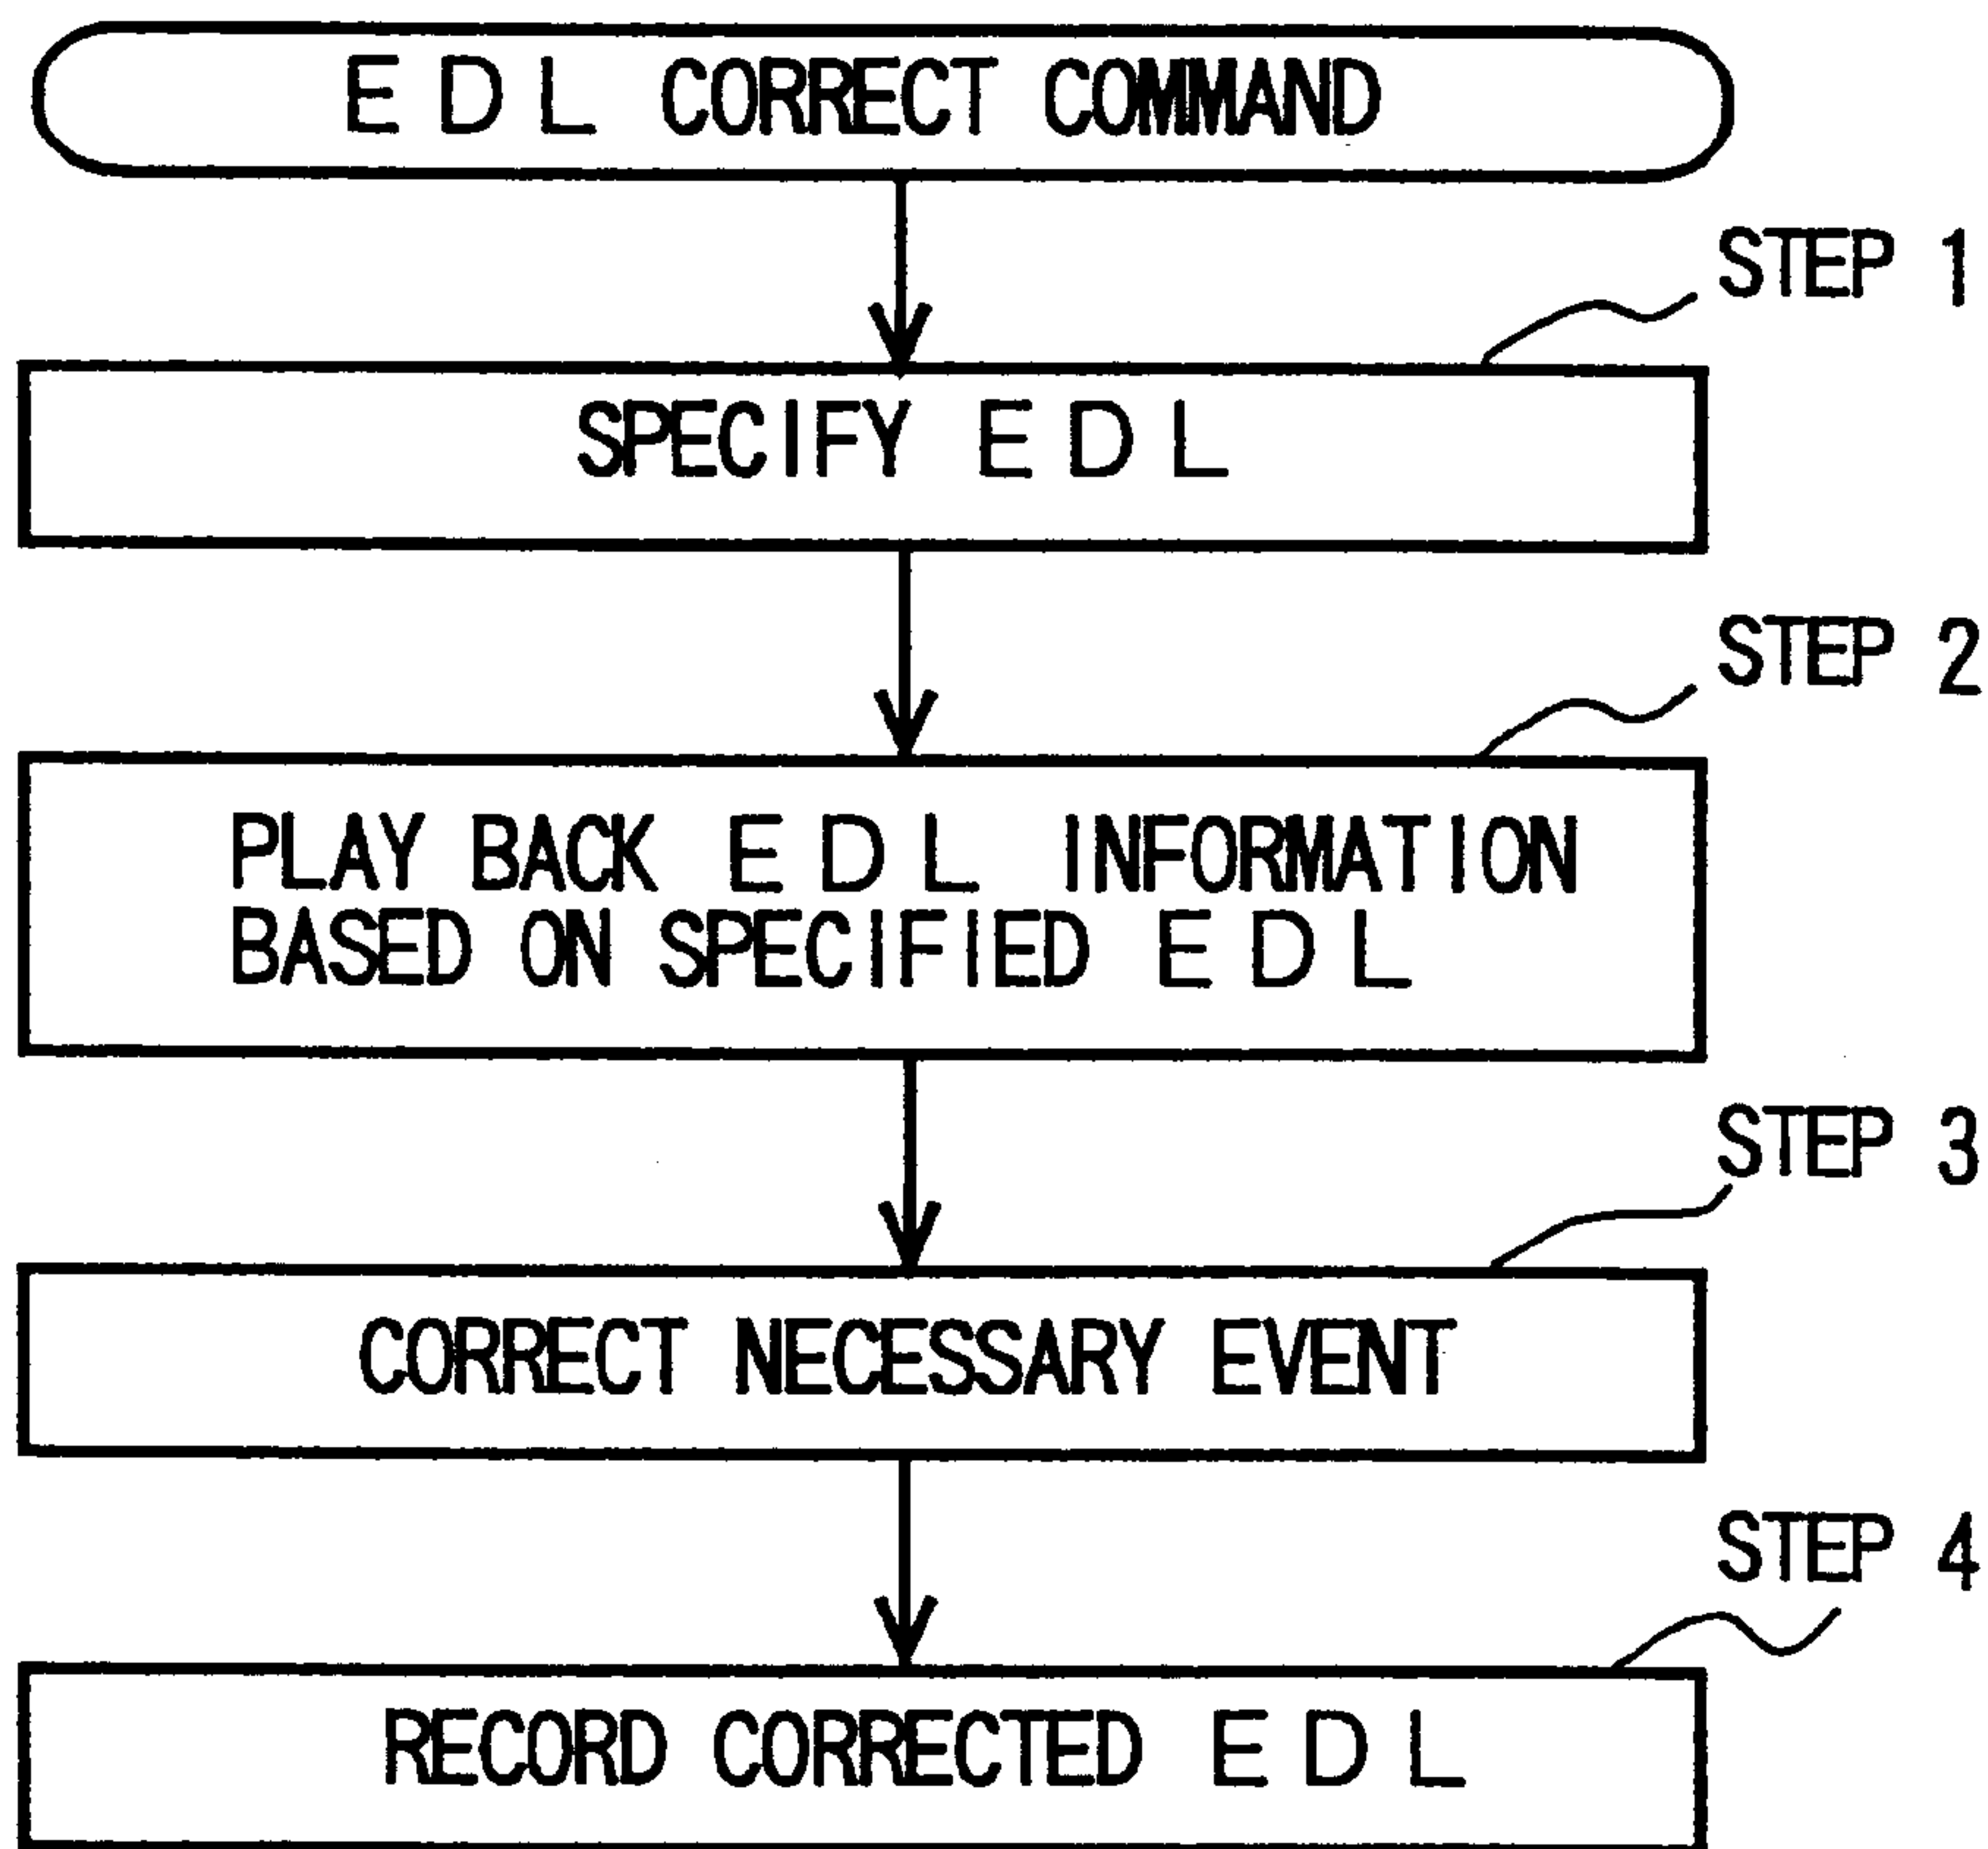 E D L CORRECT COMMAND
STEP 1
SPECIFY E D L
STEP 2
PLAY BACK E D L INFORMATION
BASED ON SPECIFIED E D L
STEP 3
CORRECT NECESSARY EVENT
STEP 4
RECORD CORRECTED E D L